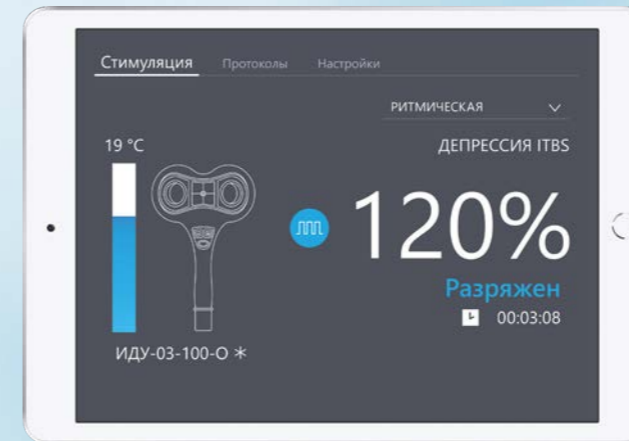 Стимуляция Протоколы Настройки
РИТМИЧЕСКАЯ
19 °C
ДЕПРЕССИЯ ITBS
120%
Разряжен
00:03:08
ИДУ-03-100-О